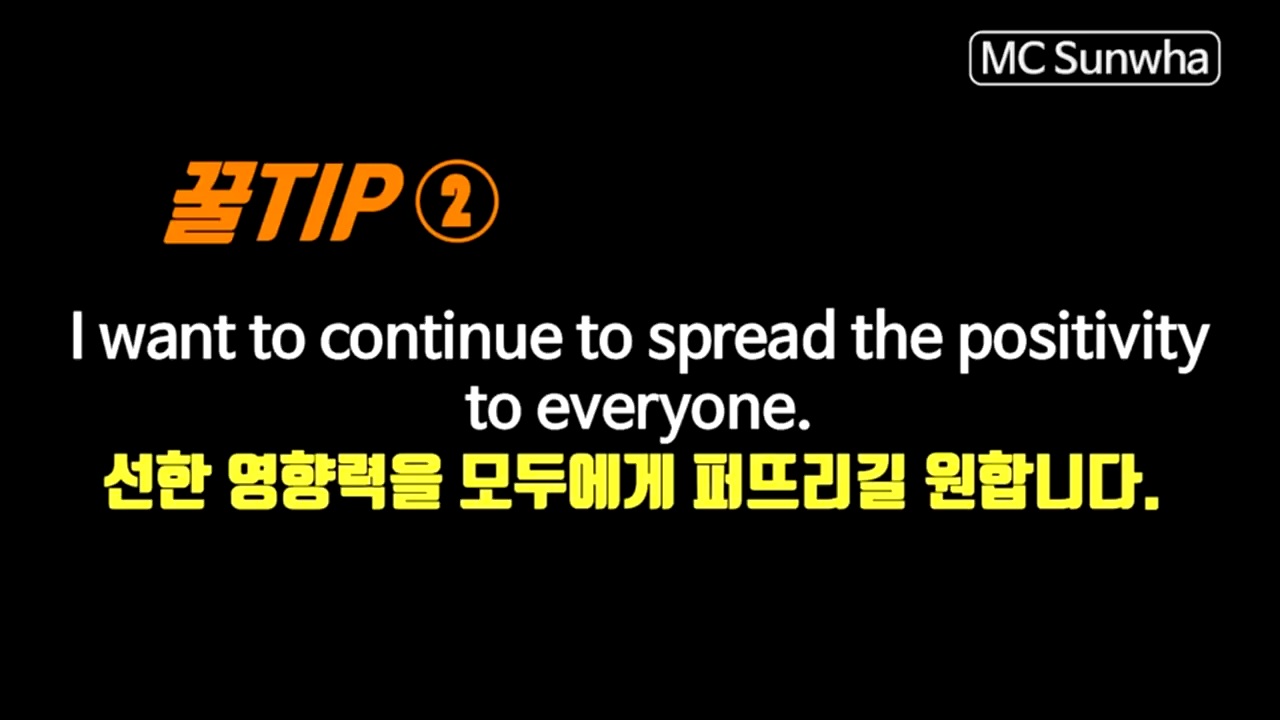 MC Sunwha
꿀TIP ②
I want to continue to spread the positivity
to everyone.
선한 영향력을 모두에게 퍼뜨리길 원합니다.